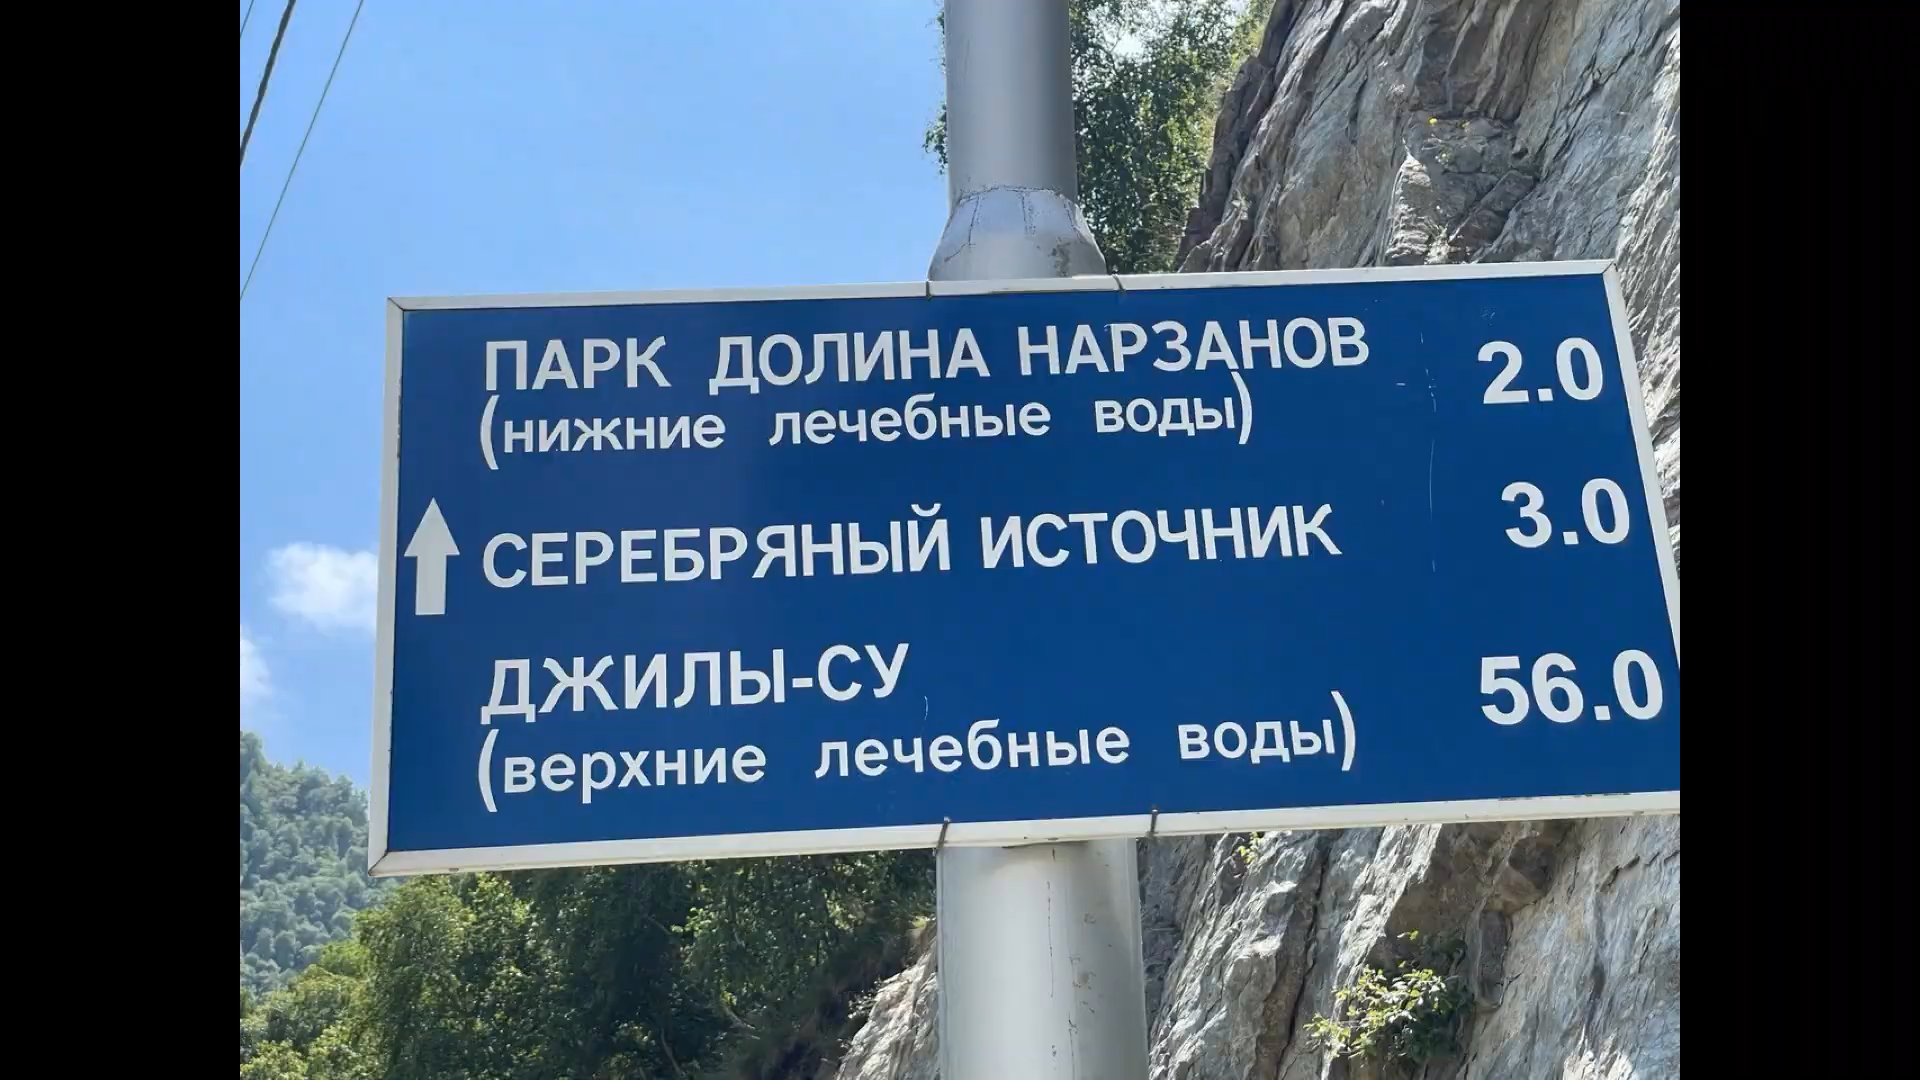 ПАРК ДОЛИНА НАРЗАНОВ 2.0
(нижние лечебные воды)
СЕРЕБРЯНЫЙ ИСТОЧНИК 3.0
ДЖИЛЫ-СУ 56.0
(верхние лечебные воды)